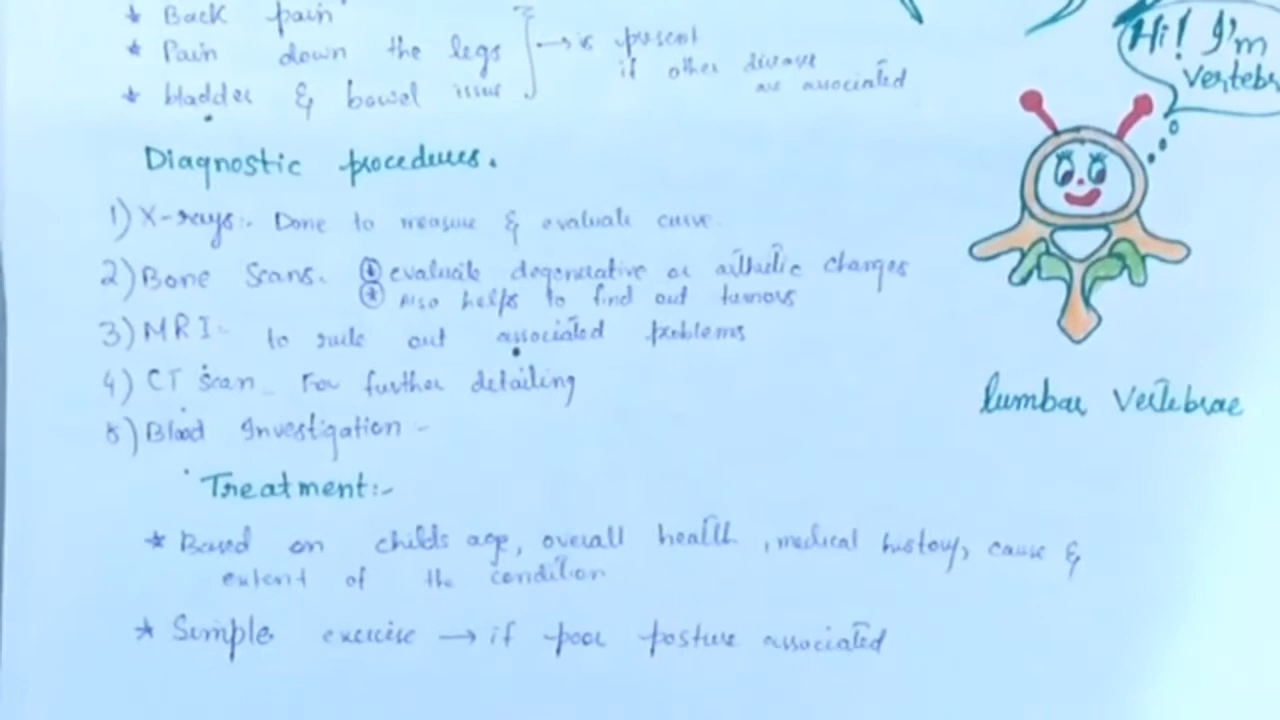 * Back pain
* Pain down the legs → is present
if other disease
are associated
* bladder & bowel issue
Hi! I'm
Vertebr
Diagnostic procedures.
1) X-rays:- Done to measure & evaluate curve.
2) Bone Scans. * evaluate degenerative or arthritic changes
* Also helps to find out tumors
3) MRI- to rule out associated problems
4) CT Scan- For further detailing
5) Blood Investigation -
lumbar Vertebrae
Treatment:-
* Based on childs age, overall health, medical history, cause &
extent of the condition
* Simple exercise → if poor posture associated